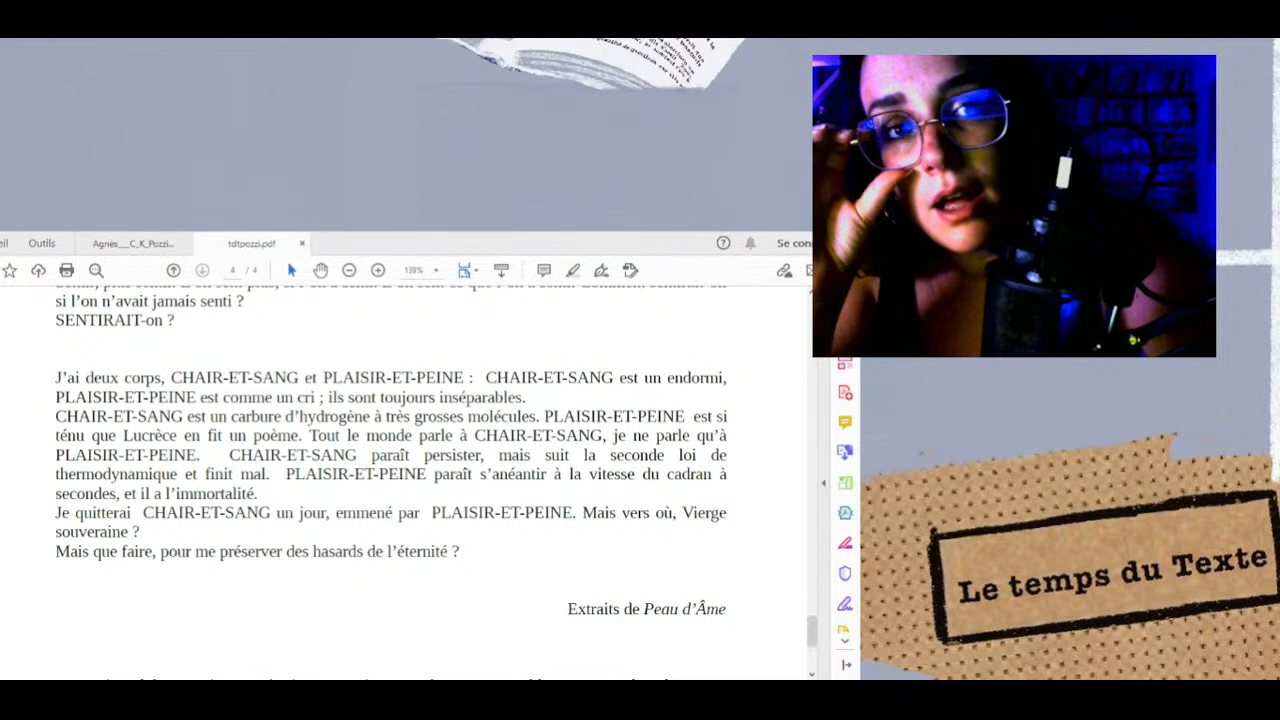 eil
Outils
Agnès__C_K_Pozzi...
tdtpozzi.pdf
Se con
4 / 4
139%
si l’on n’avait jamais senti ?
SENTIRAIT-on ?
J’ai deux corps, CHAIR-ET-SANG et PLAISIR-ET-PEINE : CHAIR-ET-SANG est un endormi,
PLAISIR-ET-PEINE est comme un cri ; ils sont toujours inséparables.
CHAIR-ET-SANG est un carbure d’hydrogène à très grosses molécules. PLAISIR-ET-PEINE est si
ténu que Lucrèce en fit un poème. Tout le monde parle à CHAIR-ET-SANG, je ne parle qu’à
PLAISIR-ET-PEINE. CHAIR-ET-SANG paraît persister, mais suit la seconde loi de
thermodynamique et finit mal. PLAISIR-ET-PEINE paraît s’anéantir à la vitesse du cadran à
secondes, et il a l’immortalité.
Je quitterai CHAIR-ET-SANG un jour, emmené par PLAISIR-ET-PEINE. Mais vers où, Vierge
souveraine ?
Mais que faire, pour me préserver des hasards de l’éternité ?
Extraits de Peau d’Âme
Le temps du Texte